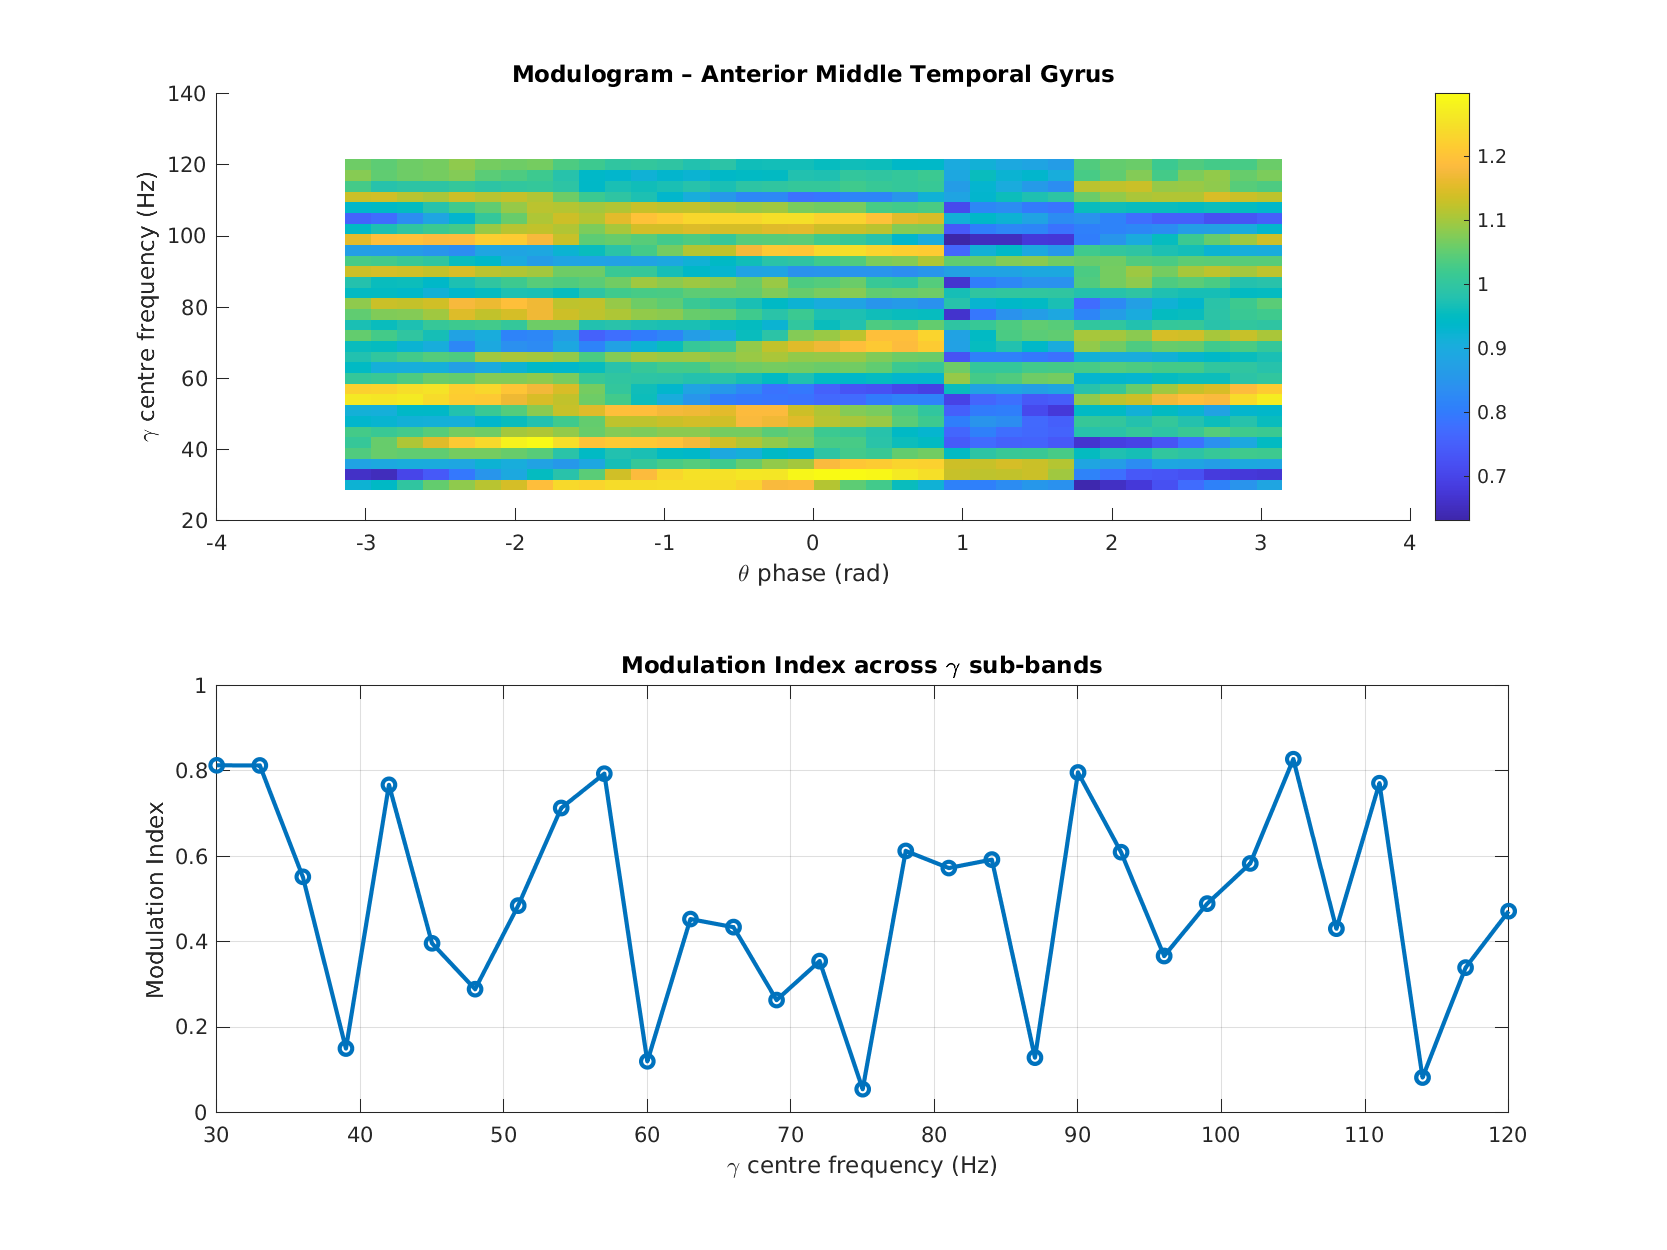 Modulogram – Anterior Middle Temporal Gyrus
140
120
100
80
60
40
20
γ centre frequency (Hz)
-4 -3 -2 -1 0 1 2 3 4
θ phase (rad)
1.2
1.1
1
0.9
0.8
0.7
Modulation Index across γ sub-bands
1
0.8
0.6
0.4
0.2
0
Modulation Index
30 40 50 60 70 80 90 100 110 120
γ centre frequency (Hz)